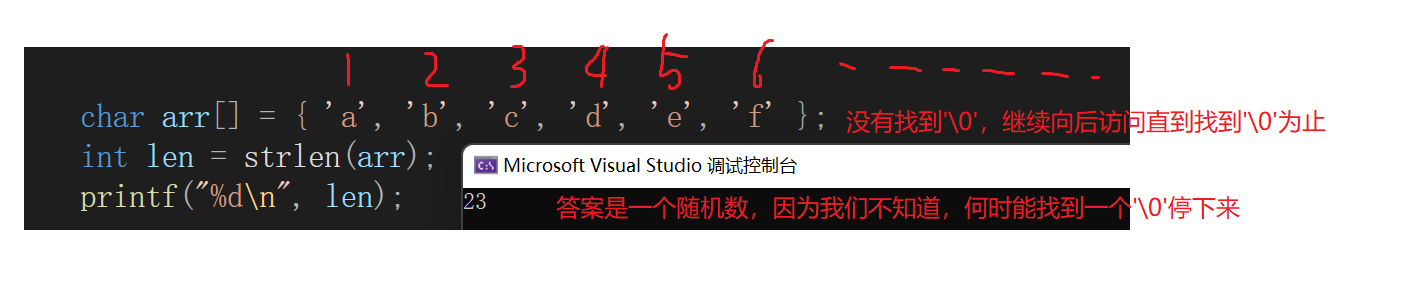 1 2 3 4 5 6
char arr[] = { 'a', 'b', 'c', 'd', 'e', 'f' }; 没有找到'\0'，继续向后访问直到找到'\0'为止
int len = strlen(arr);
Microsoft Visual Studio 调试控制台
printf("%d\n", len);
23 答案是一个随机数，因为我们不知道，何时能找到一个'\0'停下来